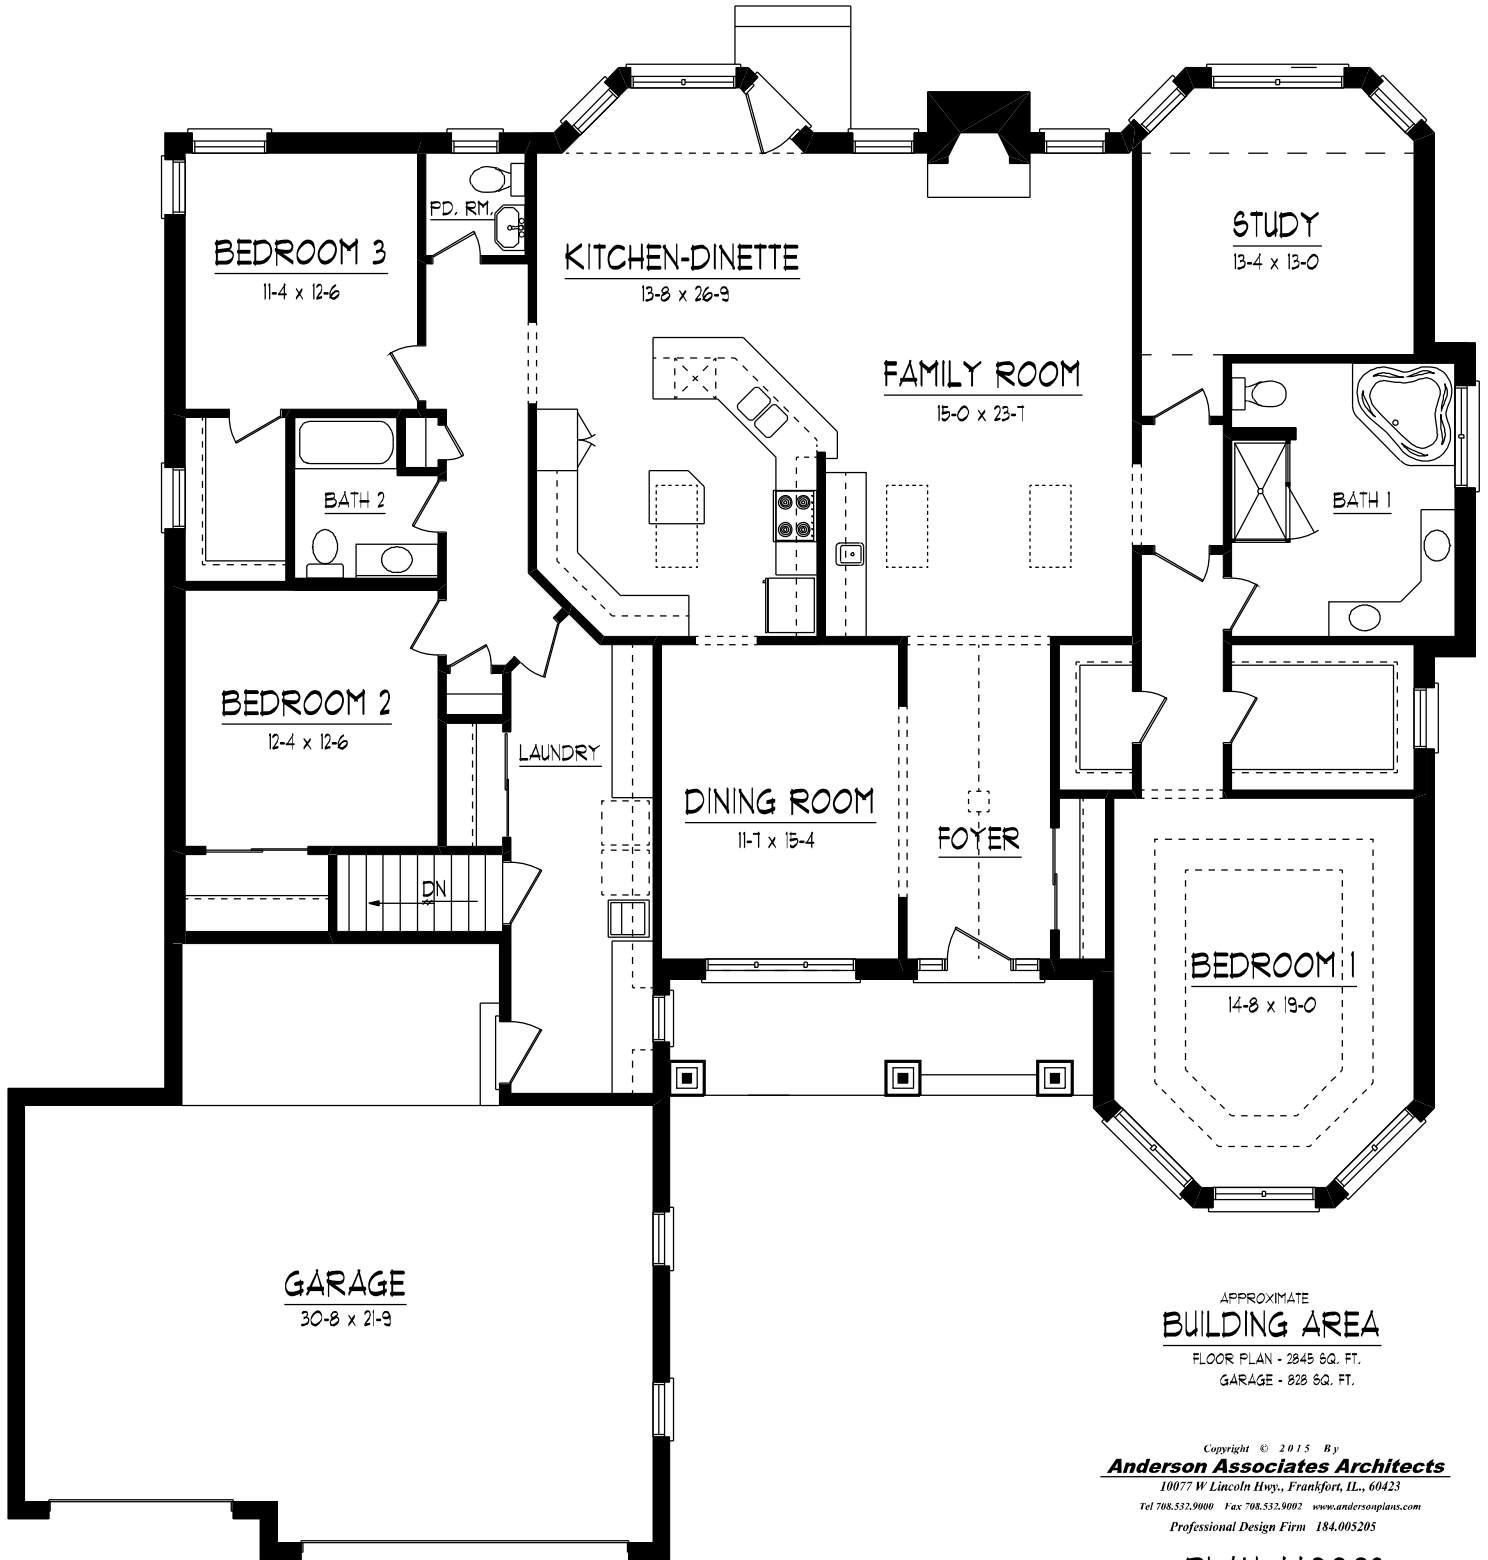 PD. RM.
BEDROOM 3
11-4 x 12-6
KITCHEN-DINETTE
13-8 x 26-9
STUDY
13-4 x 13-0
FAMILY ROOM
15-0 x 23-7
BATH 2
BATH 1
BEDROOM 2
12-4 x 12-6
LAUNDRY
DINING ROOM
11-7 x 15-4
FOYER
DN
BEDROOM 1
14-8 x 19-0
GARAGE
30-8 x 21-9
APPROXIMATE
BUILDING AREA
FLOOR PLAN - 2845 SQ. FT.
GARAGE - 828 SQ. FT.
Copyright © 2015 By
Anderson Associates Architects
10077 W Lincoln Hwy., Frankfort, IL., 60423
Tel 708.532.9000 Fax 708.532.9002 www.andersonplans.com
Professional Design Firm 184.005205